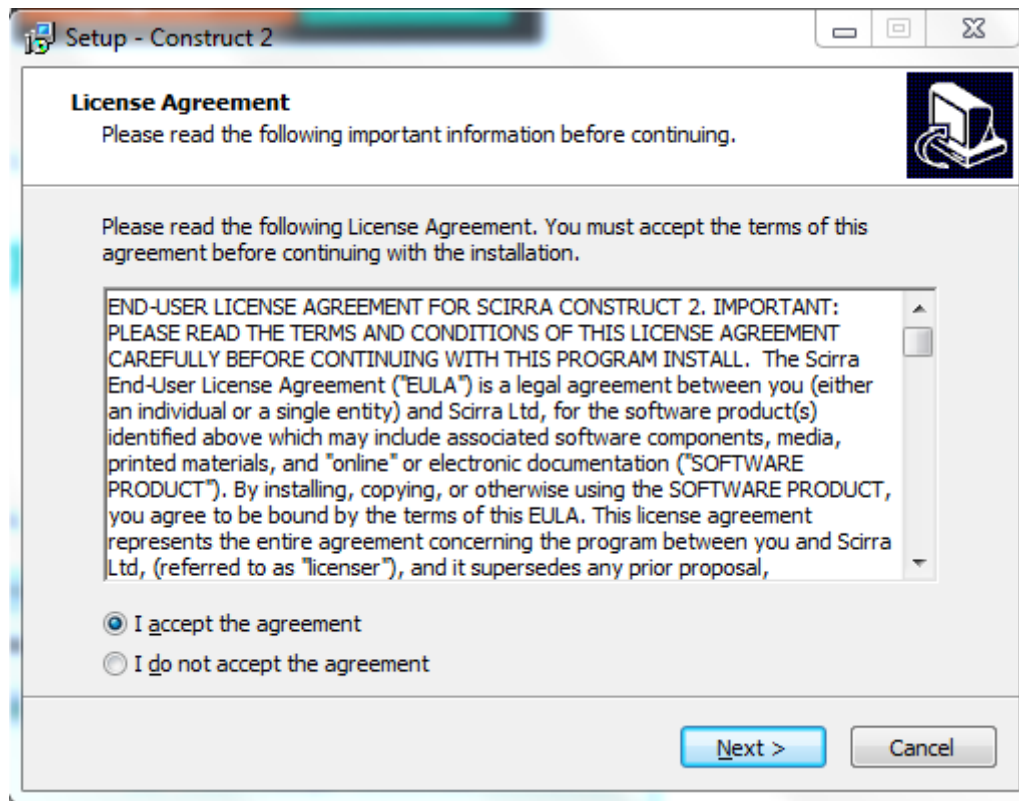 Setup - Construct 2
License Agreement
Please read the following important information before continuing.
Please read the following License Agreement. You must accept the terms of this
agreement before continuing with the installation.
END-USER LICENSE AGREEMENT FOR SCIRRA CONSTRUCT 2. IMPORTANT:
PLEASE READ THE TERMS AND CONDITIONS OF THIS LICENSE AGREEMENT
CAREFULLY BEFORE CONTINUING WITH THIS PROGRAM INSTALL.  The Scirra
End-User License Agreement ("EULA") is a legal agreement between you (either
an individual or a single entity) and Scirra Ltd, for the software product(s)
identified above which may include associated software components, media,
printed materials, and "online" or electronic documentation ("SOFTWARE
PRODUCT"). By installing, copying, or otherwise using the SOFTWARE PRODUCT,
you agree to be bound by the terms of this EULA. This license agreement
represents the entire agreement concerning the program between you and Scirra
Ltd, (referred to as "licenser"), and it supersedes any prior proposal,
I accept the agreement
I do not accept the agreement
Next >
Cancel